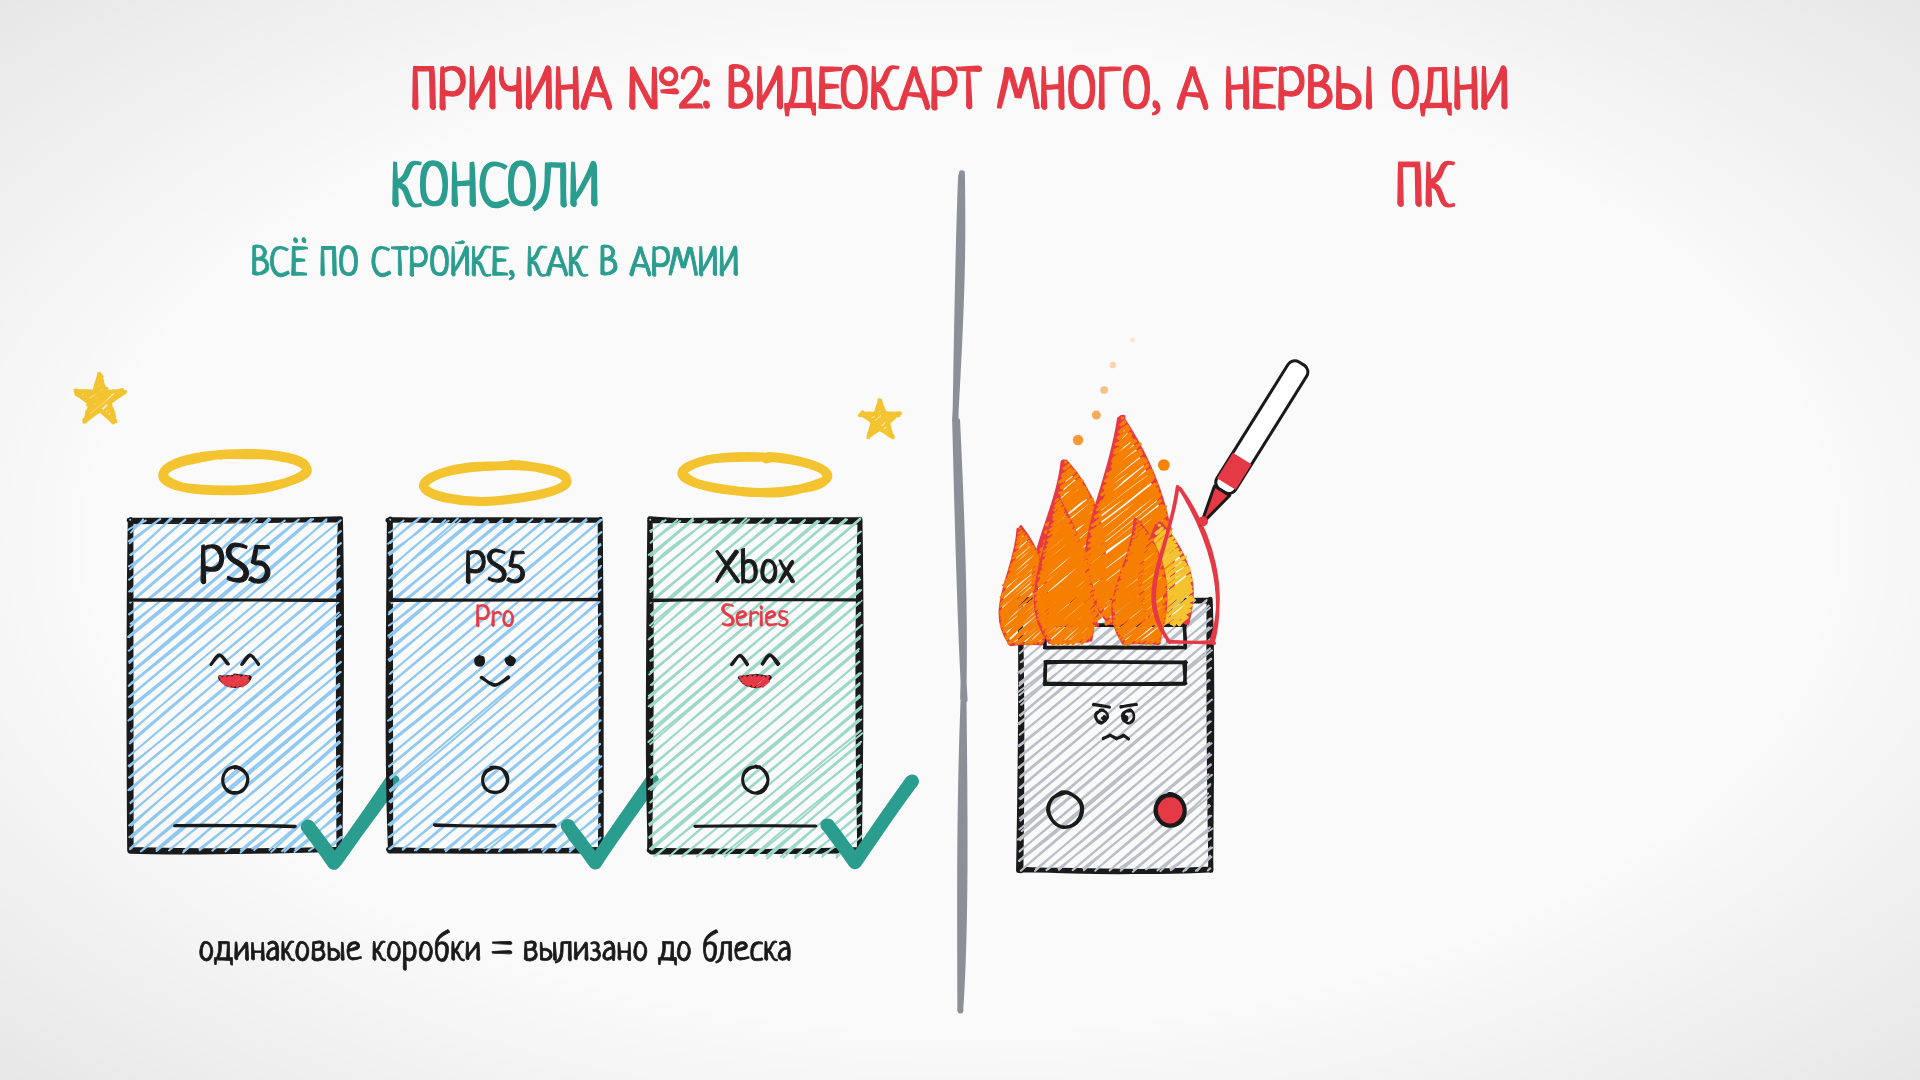 ПРИЧИНА №2: ВИДЕОКАРТ МНОГО, А НЕРВЫ ОДНИ
КОНСОЛИ
ВСЁ ПО СТРОЙКЕ, КАК В АРМИИ
PS5
PS5
Pro
Xbox
Series
одинаковые коробки = вылизано до блеска
ПК